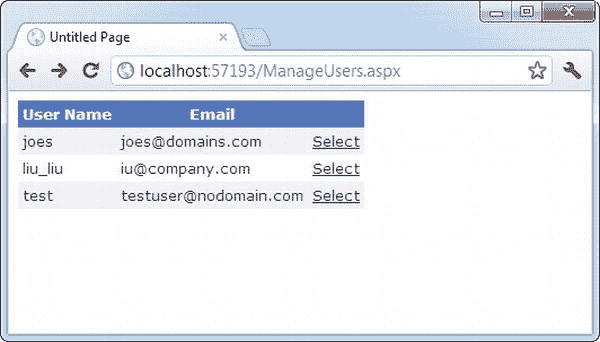 Untitled Page
localhost:57193/ManageUsers.aspx
User Name Email
joes joes@domains.com Select
liu_liu iu@company.com Select
test testuser@nodomain.com Select